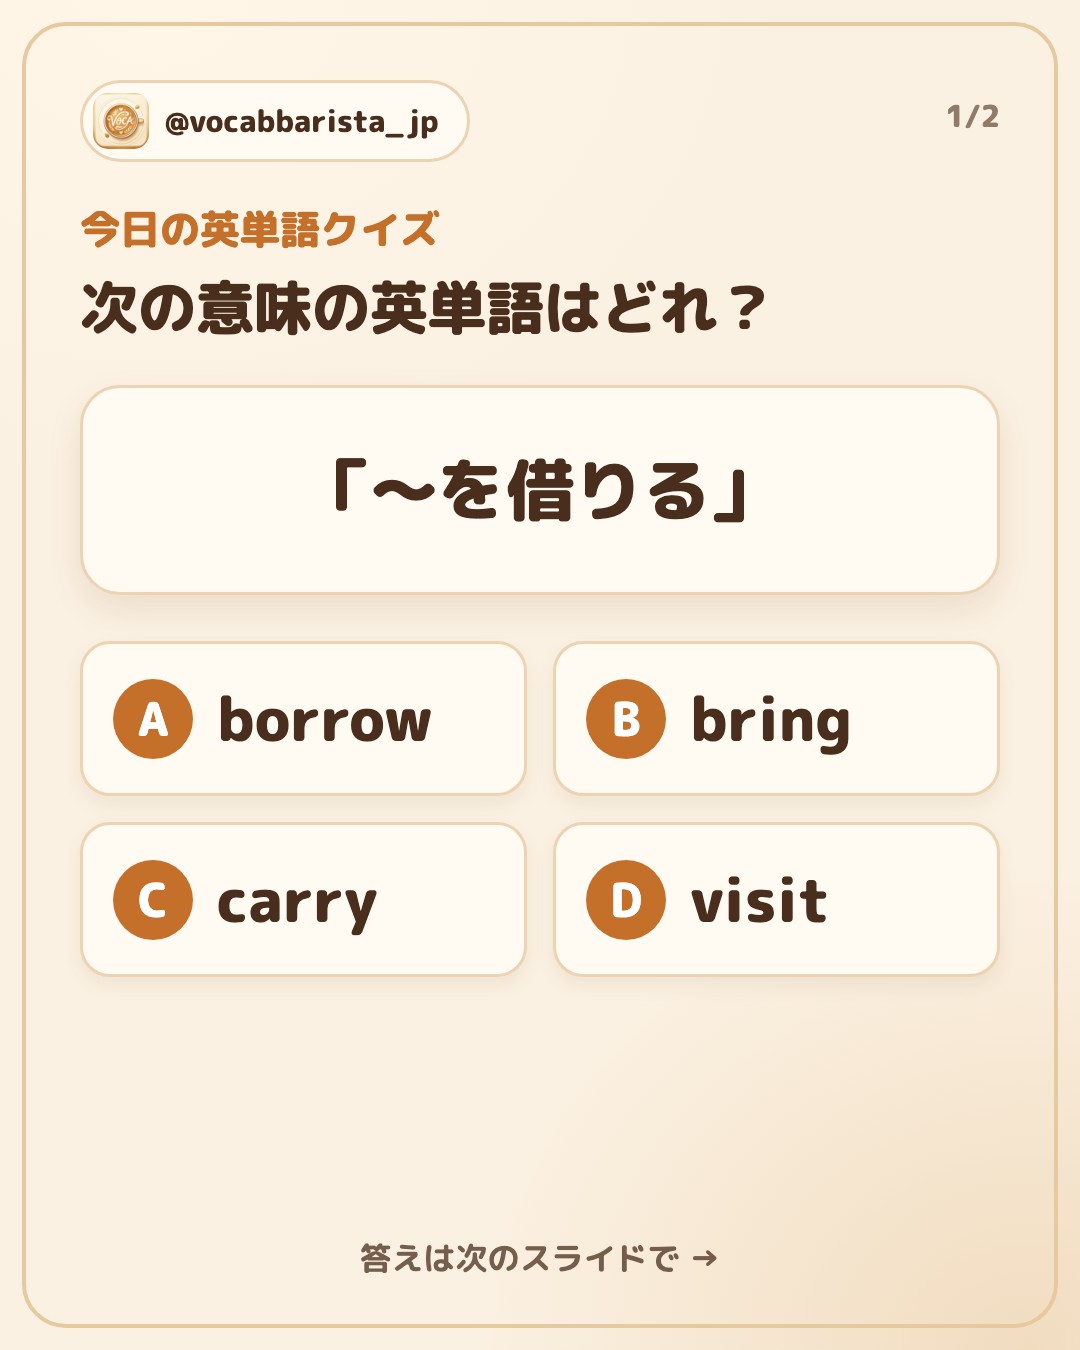 @vocabbarista_jp
1/2
今日の英単語クイズ
次の意味の英単語はどれ？
「〜を借りる」
A borrow
B bring
C carry
D visit
答えは次のスライドで →